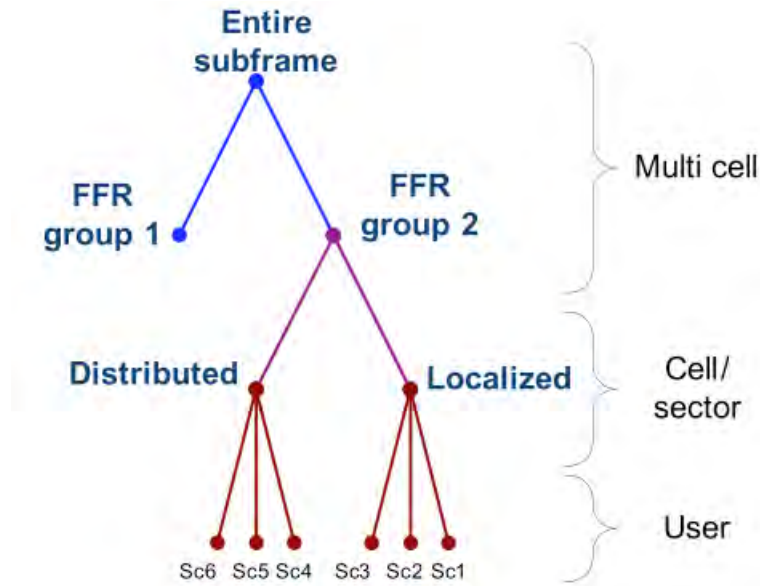 Entire
subframe
FFR
group 1
FFR
group 2
Multi cell
Distributed
Localized
Cell/
sector
User
Sc6 Sc5 Sc4 Sc3 Sc2 Sc1